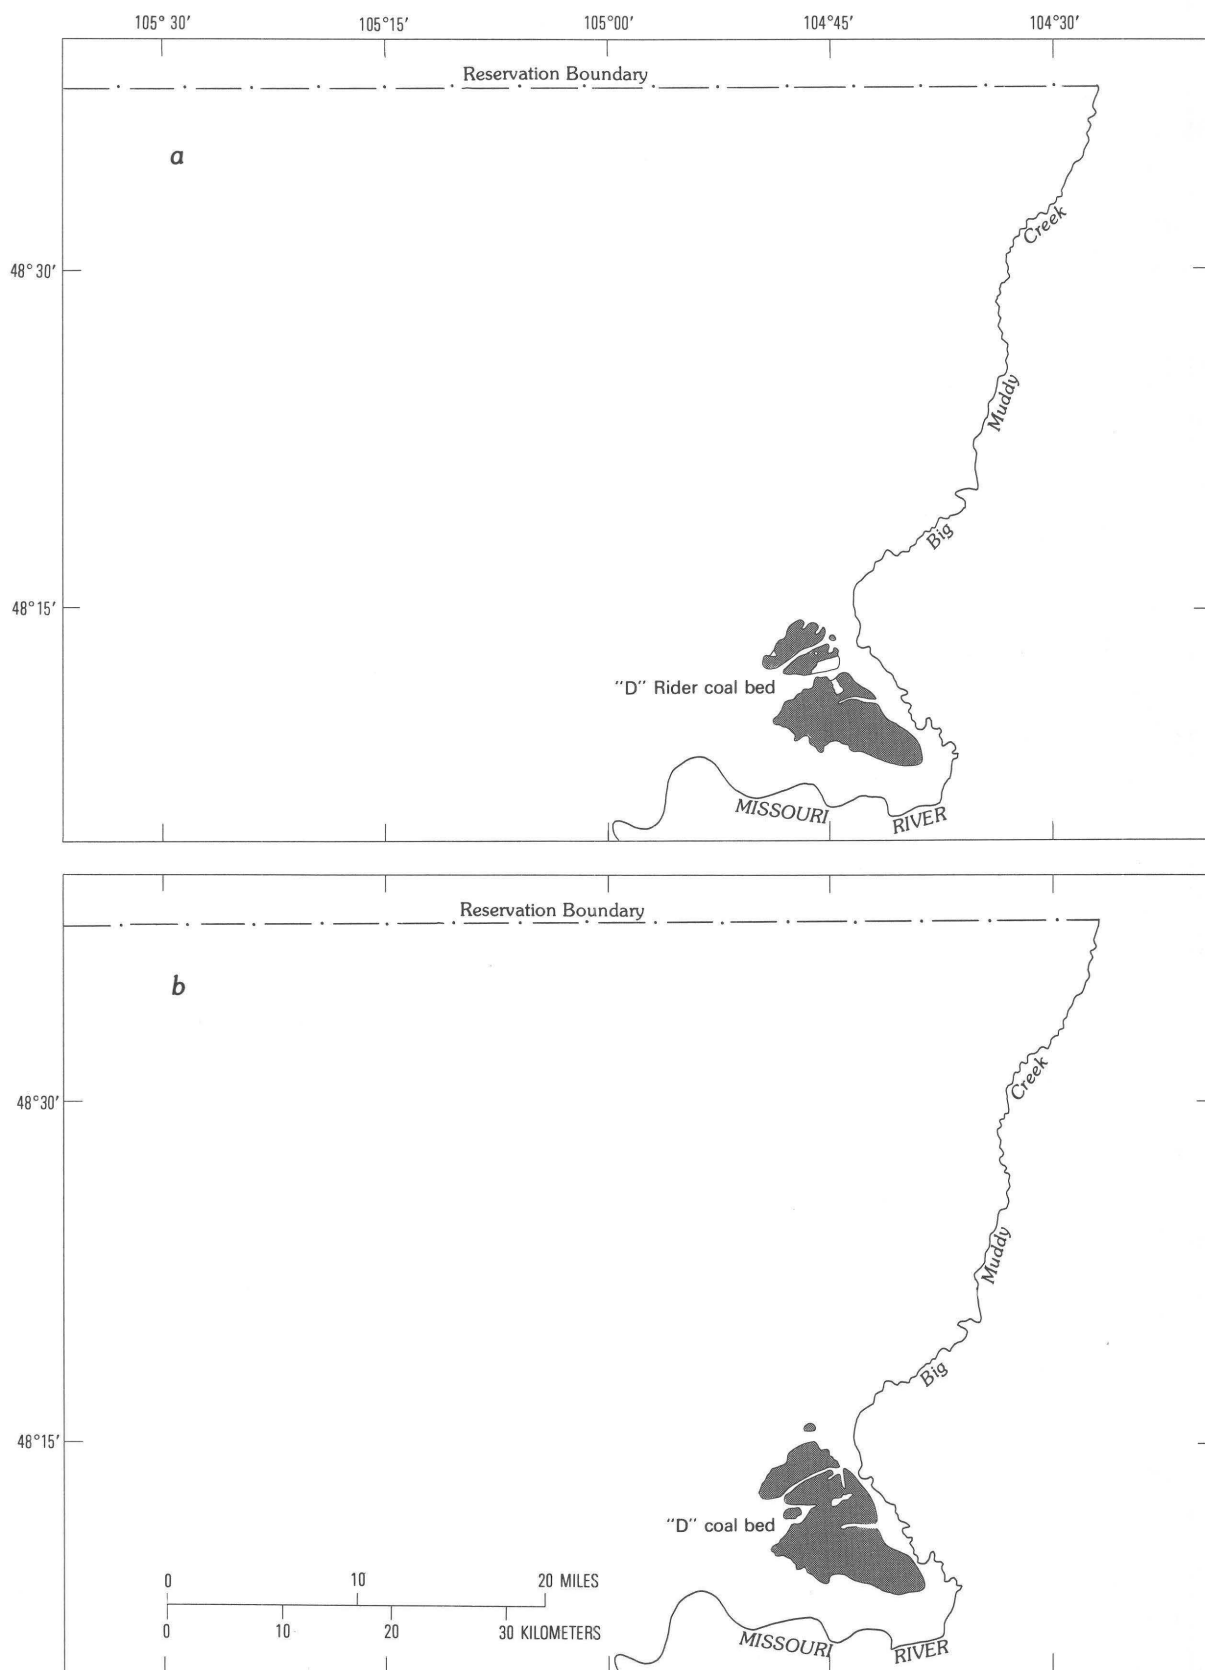 105° 30′ 105°15′ 105°00′ 104°45′ 104°30′
Reservation Boundary
a
Creek
48°30′
Muddy
Big
48°15′
"D" Rider coal bed
MISSOURI RIVER
Reservation Boundary
b
Creek
48°30′
Muddy
Big
48°15′
"D" coal bed
0 10 20 MILES
0 10 20 30 KILOMETERS
MISSOURI RIVER